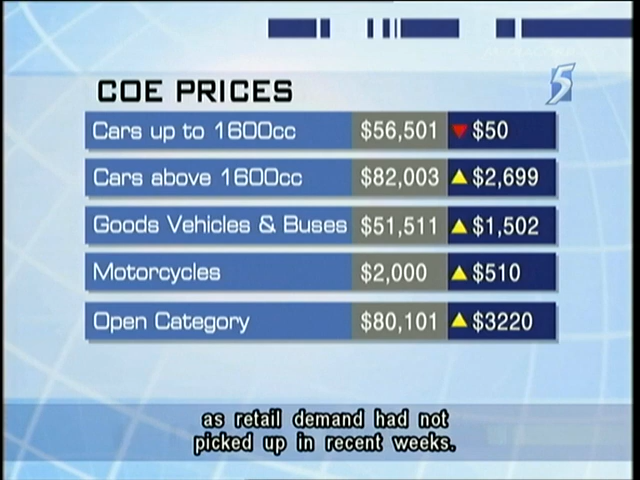 COE PRICES
Cars up to 1600cc $56,501 ▼ $50
Cars above 1600cc $82,003 ▲ $2,699
Goods Vehicles & Buses $51,511 ▲ $1,502
Motorcycles $2,000 ▲ $510
Open Category $80,101 ▲ $3220
5
as retail demand had not
picked up in recent weeks.